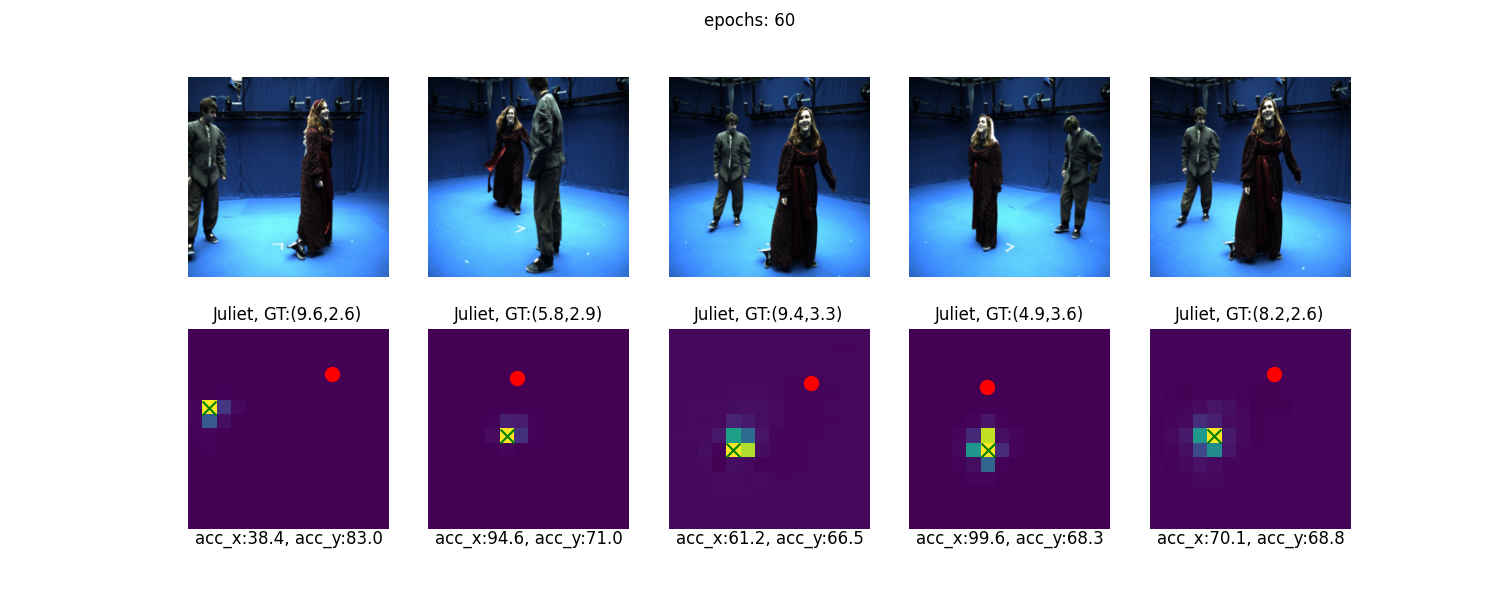 epochs: 60
Juliet, GT:(9.6,2.6)
Juliet, GT:(5.8,2.9)
Juliet, GT:(9.4,3.3)
Juliet, GT:(4.9,3.6)
Juliet, GT:(8.2,2.6)
acc_x:38.4, acc_y:83.0
acc_x:94.6, acc_y:71.0
acc_x:61.2, acc_y:66.5
acc_x:99.6, acc_y:68.3
acc_x:70.1, acc_y:68.8